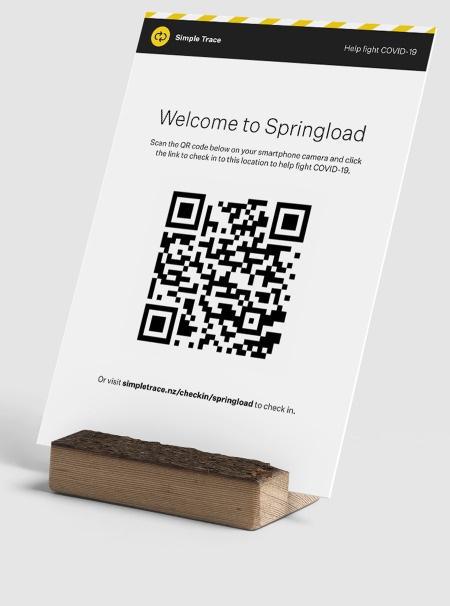 Simple Trace
Help fight COVID-19
Welcome to Springload
Scan the QR code below on your smartphone camera and click
the link to check in to this location to help fight COVID-19.
Or visit simpletrace.nz/checkin/springload to check in.